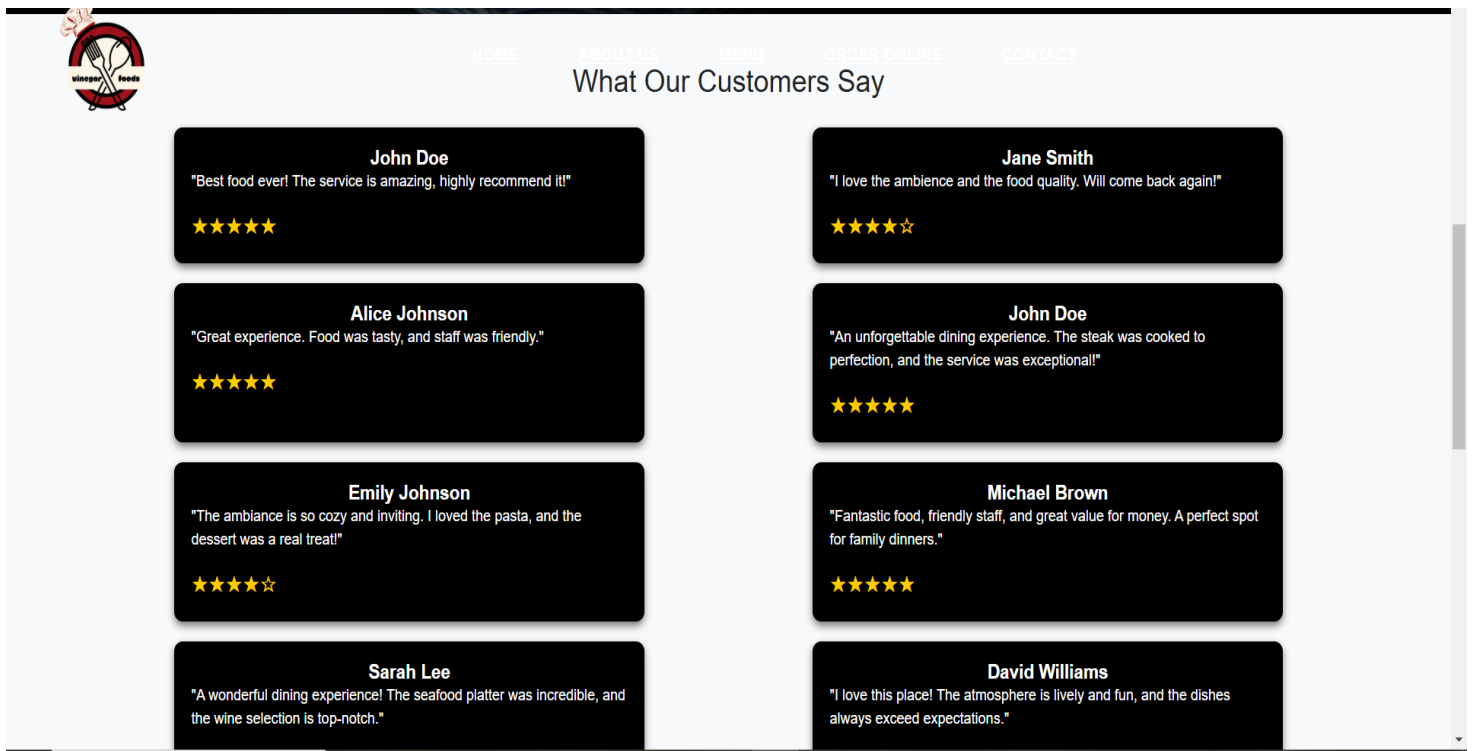 vinegar foods
HOME ABOUT US MENU ORDER ONLINE CONTACT
What Our Customers Say
John Doe
"Best food ever! The service is amazing, highly recommend it!"
★★★★★
Jane Smith
"I love the ambience and the food quality. Will come back again!"
★★★★☆
Alice Johnson
"Great experience. Food was tasty, and staff was friendly."
★★★★★
John Doe
"An unforgettable dining experience. The steak was cooked to
perfection, and the service was exceptional!"
★★★★★
Emily Johnson
"The ambiance is so cozy and inviting. I loved the pasta, and the
dessert was a real treat!"
★★★★☆
Michael Brown
"Fantastic food, friendly staff, and great value for money. A perfect spot
for family dinners."
★★★★★
Sarah Lee
"A wonderful dining experience! The seafood platter was incredible, and
the wine selection is top-notch."
David Williams
"I love this place! The atmosphere is lively and fun, and the dishes
always exceed expectations."